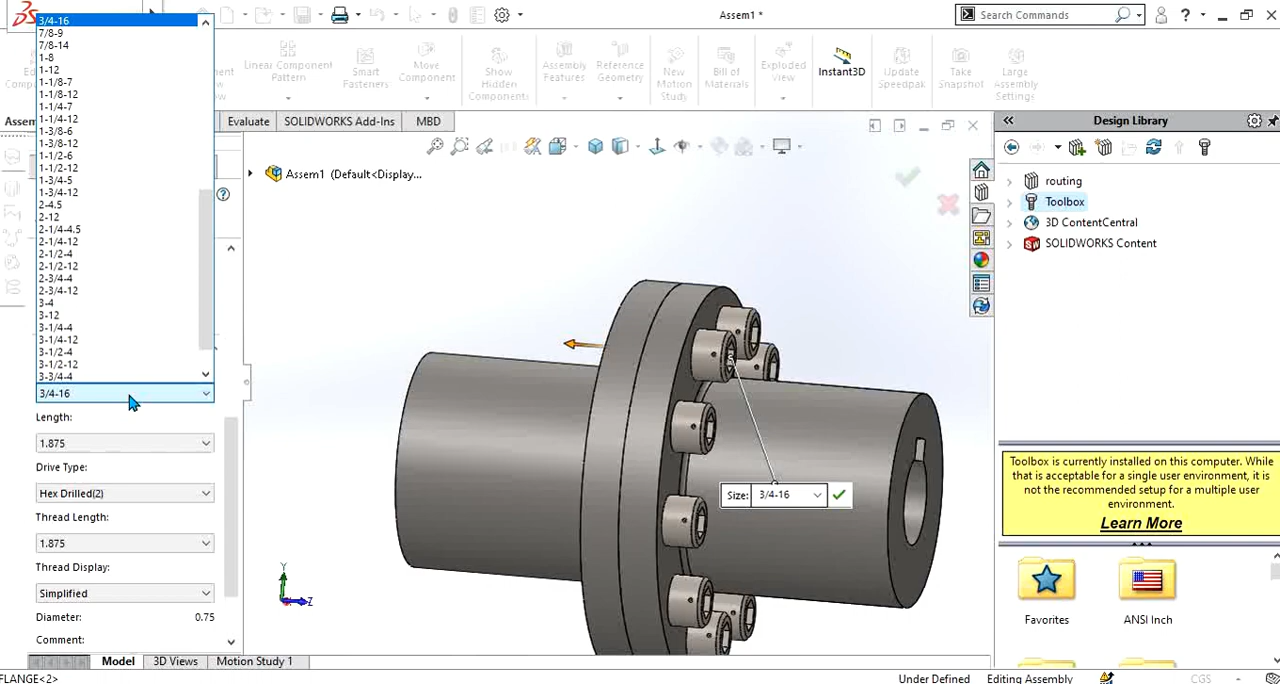 Assem1 *
Search Commands
?
Linear Component
Pattern
Smart
Fasteners
Move
Component
Show
Hidden
Components
Assembly
Features
Reference
Geometry
New
Motion
Study
Bill of
Materials
Exploded
View
Instant3D
Update
Speedpak
Take
Snapshot
Large
Assembly
Settings
Assem
Evaluate
SOLIDWORKS Add-Ins
MBD
3/4-16
7/8-9
7/8-14
1-8
1-12
1-1/8-7
1-1/8-12
1-1/4-7
1-1/4-12
1-3/8-6
1-3/8-12
1-1/2-6
1-1/2-12
1-3/4-5
1-3/4-12
2-4.5
2-12
2-1/4-4.5
2-1/4-12
2-1/2-4
2-1/2-12
2-3/4-4
2-3/4-12
3-4
3-12
3-1/4-4
3-1/4-12
3-1/2-4
3-1/2-12
3-3/4-4
3/4-16
Length:
1.875
Drive Type:
Hex Drilled(2)
Thread Length:
1.875
Thread Display:
Simplified
Diameter: 0.75
Comment:
Assem1 (Default<Display...
Size: 3/4-16
Y
Z
Design Library
routing
Toolbox
3D ContentCentral
SOLIDWORKS Content
Toolbox is currently installed on this computer. While
that is acceptable for a single user environment, it is
not the recommended setup for a multiple user
environment.
Learn More
Favorites
ANSI Inch
Model
3D Views
Motion Study 1
FLANGE<2>
Under Defined
Editing Assembly
CGS